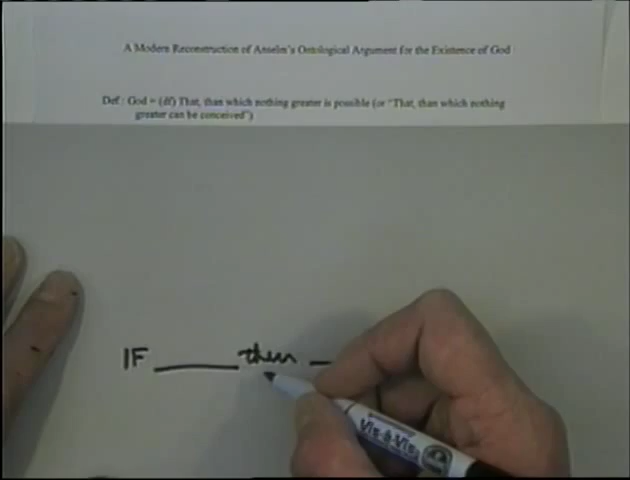 A Modern Reconstruction of Anselm's Ontological Argument for the Existence of God
Def: God = (df) That, than which nothing greater is possible (or "That, than which nothing
greater can be conceived")
IF ____ then __
Vis-à-Vis